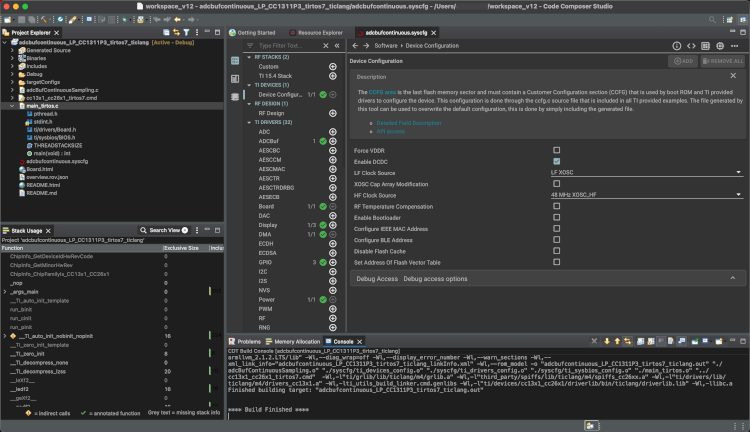 workspace_v12 - adcbufcontinuous_LP_CC1311P3_tirtos7_ticlang/adcbufcontinuous.syscfg - /Users/ /workspace_v12 - Code Composer Studio
Project Explorer
adcbufcontinuous_LP_CC1311P3_tirtos7_ticlang [Active - Debug]
Generated Source
Binaries
Includes
Debug
targetConfigs
adcBufContinuousSampling.c
cc13x1_cc26x1_tirtos7.cmd
main_tirtos.c
pthread.h
stdint.h
ti/drivers/Board.h
ti/sysbios/BIOS.h
THREADSTACKSIZE
main(void) : int
adcbufcontinuous.syscfg
Board.html
overview.rov.json
README.html
README.md
Stack Usage
Search View
Project 'adcbufcontinuous_LP_CC1311P3_tirtos7_ticlang'
Function Exclusive Size Inclus
ChipInfo_GetDeviceIdHwRevCode 0
ChipInfo_GetMinorHwRev 0
ChipInfo_ChipFamilyIs_CC13x1_CC26x1 0
_nop 0
_args_main 0
__TI_auto_init_template 0
run_binit 0
run_cinit 0
run_pinit 0
__TI_auto_init_nobinit_nopinit 16
__TI_zero_init_template 0
__TI_zero_init 8
__TI_decompress_none 0
__TI_decompress_lzss 20
16
= indirect calls = annotated function Grey text = missing stack info
Getting Started
Resource Explorer
adcbufcontinuous.syscfg
Type Filter Text...
RF STACKS (2)
Custom
TI 15.4 Stack
TI DEVICES (1)
Device Configur... 1/1
RF DESIGN (1)
RF Design
TI DRIVERS (32)
ADC
ADCBuf 1
AESCBC
AESCCM
AESCMAC
AESCTR
AESCTRDRBG
AESECB
Board 1/1
DAC
Display 1/3
DMA 1/1
ECDH
ECDSA
GPIO 3
I2C
I2S
NVS
Power 1/1
PWM
RF
RNG
Software > Device Configuration
Device Configuration
ADD
REMOVE ALL
Description
The CCFG area is the last flash memory sector and must contain a Customer Configuration section (CCFG) that is used by boot ROM and TI provided
drivers to configure the device. This configuration is done through the ccfg.c source file that is included in all TI provided examples. The file generated by
this tool can be used to overwrite the default configuration, this is done by simply including the generated file.
Detailed Field Description
API access
Force VDDR
Enable DCDC
LF Clock Source LF XOSC
XOSC Cap Array Modification
HF Clock Source 48 MHz XOSC_HF
RF Temperature Compensation
Enable Bootloader
Configure IEEE MAC Address
Configure BLE Address
Disable Flash Cache
Set Address Of Flash Vector Table
Debug Access Debug access options
Problems
Memory Allocation
Console
CDT Build Console [adcbufcontinuous_LP_CC1311P3_tirtos7_ticlang]
armllvm_2.1.2.LTS/lib" -Wl,--diag_wrap=off -Wl,--display_error_number -Wl,--warn_sections -Wl,--
xml_link_info="adcbufcontinuous_LP_CC1311P3_tirtos7_ticlang_linkInfo.xml" -Wl,--rom_model -o "adcbufcontinuous_LP_CC1311P3_tirtos7_ticlang.out" "./
adcBufContinuousSampling.o" "./syscfg/ti_devices_config.o" "./syscfg/ti_drivers_config.o" "./syscfg/ti_sysbios_config.o" "./main_tirtos.o" "../
cc13x1_cc26x1_tirtos7.cmd" -Wl,-l"ti/grlib/lib/ticlang/m4/grlib.a" -Wl,-l"third_party/spiffs/lib/ticlang/m4/spiffs_cc26xx.a" -Wl,-l"ti/drivers/lib/
ticlang/m4/drivers_cc13x1.a" -Wl,-lti_utils_build_linker.cmd.genlibs -Wl,-l"ti/devices/cc13x1_cc26x1/driverlib/bin/ticlang/driverlib.lib" -Wl,-llibc.a
Finished building target: "adcbufcontinuous_LP_CC1311P3_tirtos7_ticlang.out"
**** Build Finished ****